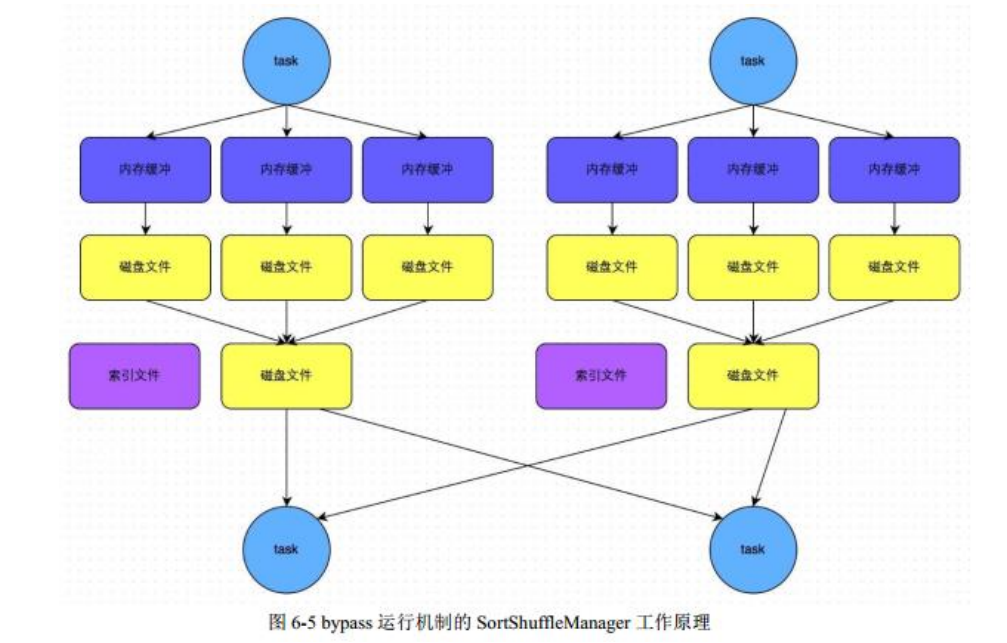 task task
内存缓冲 内存缓冲 内存缓冲 内存缓冲 内存缓冲 内存缓冲
磁盘文件 磁盘文件 磁盘文件 磁盘文件 磁盘文件 磁盘文件
索引文件 磁盘文件 索引文件 磁盘文件
task task
图 6-5 bypass 运行机制的 SortShuffleManager 工作原理